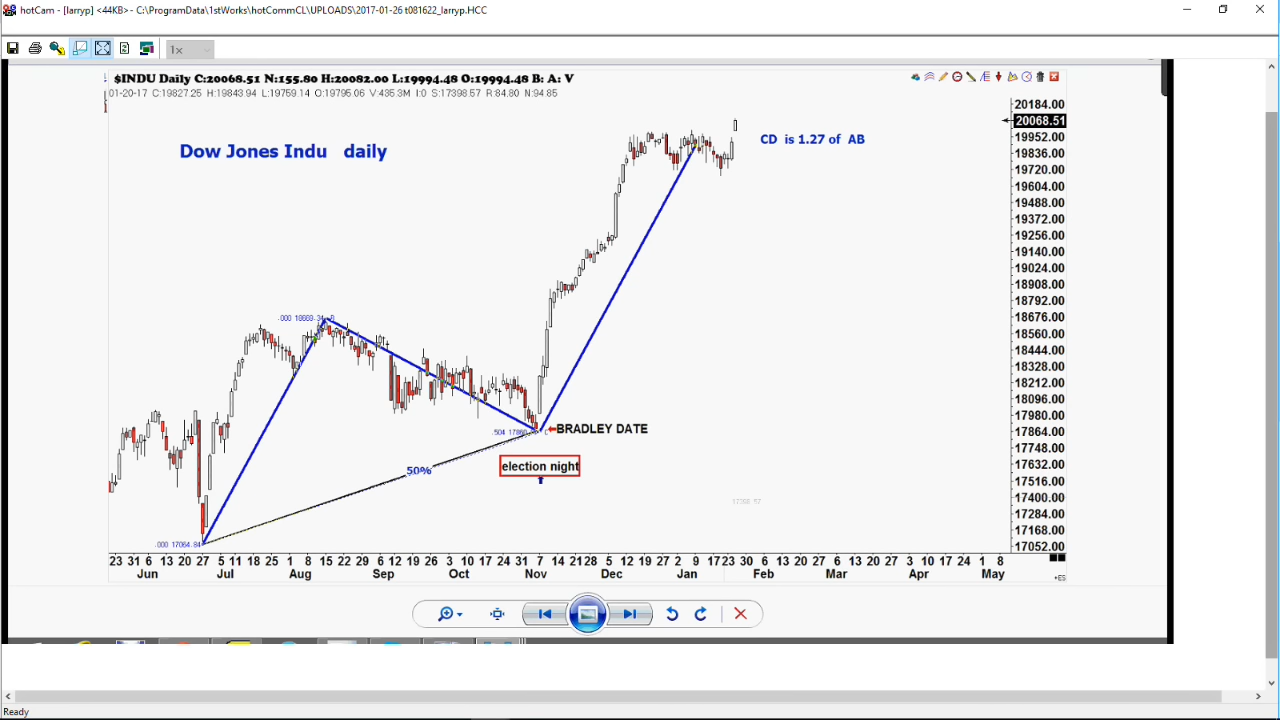 hotCam - [larryp] <44KB> - C:\ProgramData\1stWorks\hotCommCL\UPLOADS\2017-01-26 t081622_larryp.HCC
1x
$INDU Daily C:20068.51 N:155.80 H:20082.00 L:19994.48 O:19994.48 B: A: V
01-20-17 C:19827.25 H:19843.94 L:19759.14 O:19795.06 V:435.3M I:0 S:17398.57 R:84.80 N:94.85
Dow Jones Indu daily
CD is 1.27 of AB
20184.00
20068.51
19952.00
19836.00
19720.00
19604.00
19488.00
19372.00
19256.00
19140.00
19024.00
18908.00
18792.00
18676.00
18560.00
18444.00
18328.00
18212.00
18096.00
17980.00
17864.00
17748.00
17632.00
17516.00
17400.00
17284.00
17168.00
17052.00
BRADLEY DATE
50%
election night
17398.57
.000 17064.84
23 31 6 13 20 27 5 11 18 25 1 8 15 22 29 6 12 19 26 3 10 17 24 31 7 14 21 28 5 12 19 27 2 9 17 23 30 6 13 20 27 6 13 20 27 3 10 17 24 1 8
Jun Jul Aug Sep Oct Nov Dec Jan Feb Mar Apr May
+ES
Ready